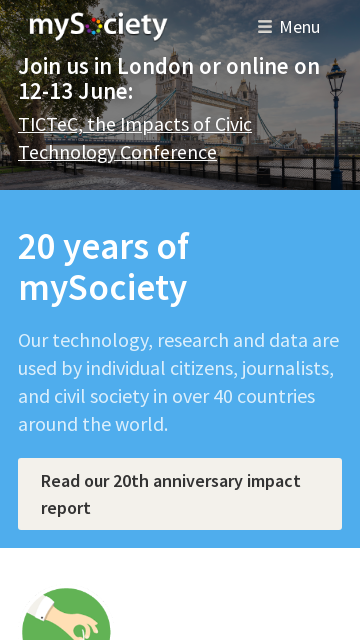 mySociety
Menu
Join us in London or online on
12-13 June:
TICTeC, the Impacts of Civic
Technology Conference
20 years of
mySociety
Our technology, research and data are
used by individual citizens, journalists,
and civil society in over 40 countries
around the world.
Read our 20th anniversary impact
report